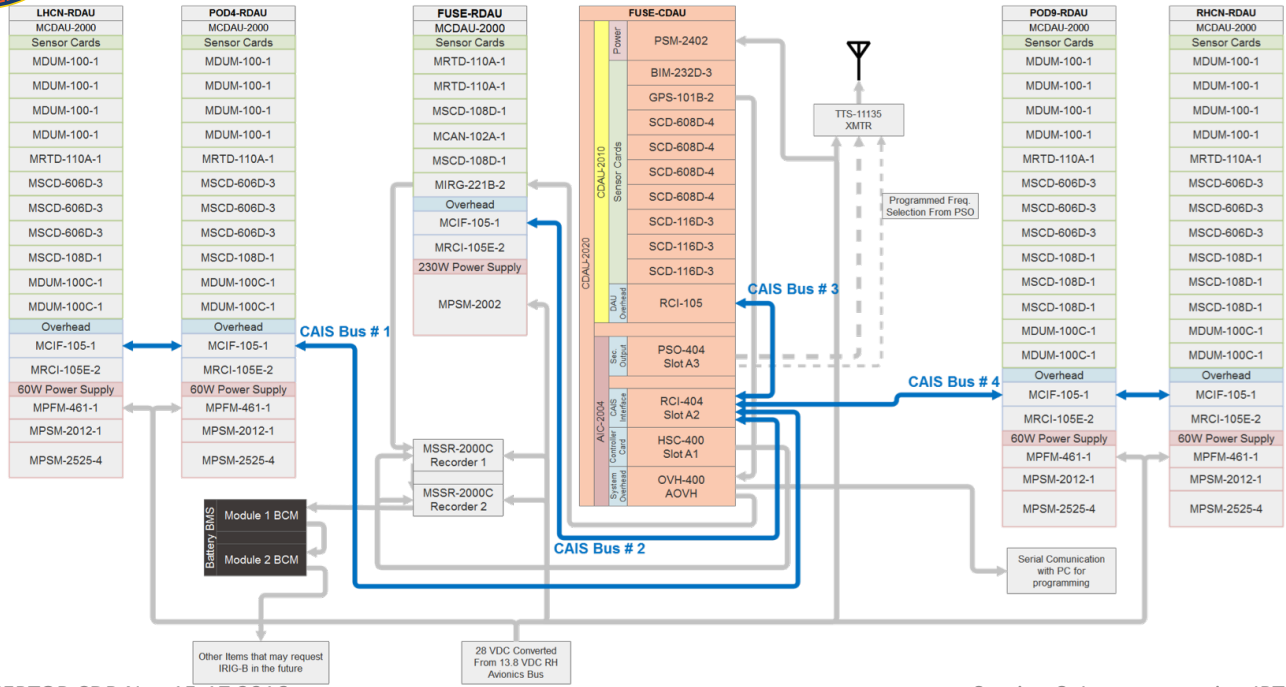 LHCN-RDAU
MCDAU-2000
Sensor Cards
MDUM-100-1
MDUM-100-1
MDUM-100-1
MDUM-100-1
MRTD-110A-1
MSCD-606D-3
MSCD-606D-3
MSCD-606D-3
MSCD-108D-1
MDUM-100C-1
MDUM-100C-1
Overhead
MCIF-105-1
MRCI-105E-2
60W Power Supply
MPFM-461-1
MPSM-2012-1
MPSM-2525-4
POD4-RDAU
MCDAU-2000
Sensor Cards
MDUM-100-1
MDUM-100-1
MDUM-100-1
MDUM-100-1
MRTD-110A-1
MSCD-606D-3
MSCD-606D-3
MSCD-606D-3
MSCD-108D-1
MDUM-100C-1
MDUM-100C-1
Overhead
MCIF-105-1
MRCI-105E-2
60W Power Supply
MPFM-461-1
MPSM-2012-1
MPSM-2525-4
CAIS Bus # 1
FUSE-RDAU
MCDAU-2000
Sensor Cards
MRTD-110A-1
MRTD-110A-1
MSCD-108D-1
MCAN-102A-1
MSCD-108D-1
MIRG-221B-2
Overhead
MCIF-105-1
MRCI-105E-2
230W Power Supply
MPSM-2002
MSSR-2000C
Recorder 1
MSSR-2000C
Recorder 2
Battery BMS
Module 1 BCM
Module 2 BCM
Other Items that may request
IRIG-B in the future
28 VDC Converted
From 13.8 VDC RH
Avionics Bus
CAIS Bus # 2
FUSE-CDAU
CDAU-2020
CDAU-2010
Power
PSM-2402
Sensor Cards
BIM-232D-3
GPS-101B-2
SCD-608D-4
SCD-608D-4
SCD-608D-4
SCD-608D-4
SCD-116D-3
SCD-116D-3
SCD-116D-3
DAU
Overhead
RCI-105
AIC-2004
Sec.
Output
PSO-404
Slot A3
CAIS
Interface
RCI-404
Slot A2
Controller
Card
HSC-400
Slot A1
System
Overhead
OVH-400
AOVH
CAIS Bus # 3
TTS-11135
XMTR
Programmed Freq.
Selection From PSO
CAIS Bus # 4
Serial Comunication
with PC for
programming
POD9-RDAU
MCDAU-2000
Sensor Cards
MDUM-100-1
MDUM-100-1
MDUM-100-1
MDUM-100-1
MRTD-110A-1
MSCD-606D-3
MSCD-606D-3
MSCD-606D-3
MSCD-108D-1
MSCD-108D-1
MSCD-108D-1
MDUM-100C-1
MDUM-100C-1
Overhead
MCIF-105-1
MRCI-105E-2
60W Power Supply
MPFM-461-1
MPSM-2012-1
MPSM-2525-4
RHCN-RDAU
MCDAU-2000
Sensor Cards
MDUM-100-1
MDUM-100-1
MDUM-100-1
MDUM-100-1
MRTD-110A-1
MSCD-606D-3
MSCD-606D-3
MSCD-606D-3
MSCD-108D-1
MSCD-108D-1
MSCD-108D-1
MDUM-100C-1
MDUM-100C-1
Overhead
MCIF-105-1
MRCI-105E-2
60W Power Supply
MPFM-461-1
MPSM-2012-1
MPSM-2525-4